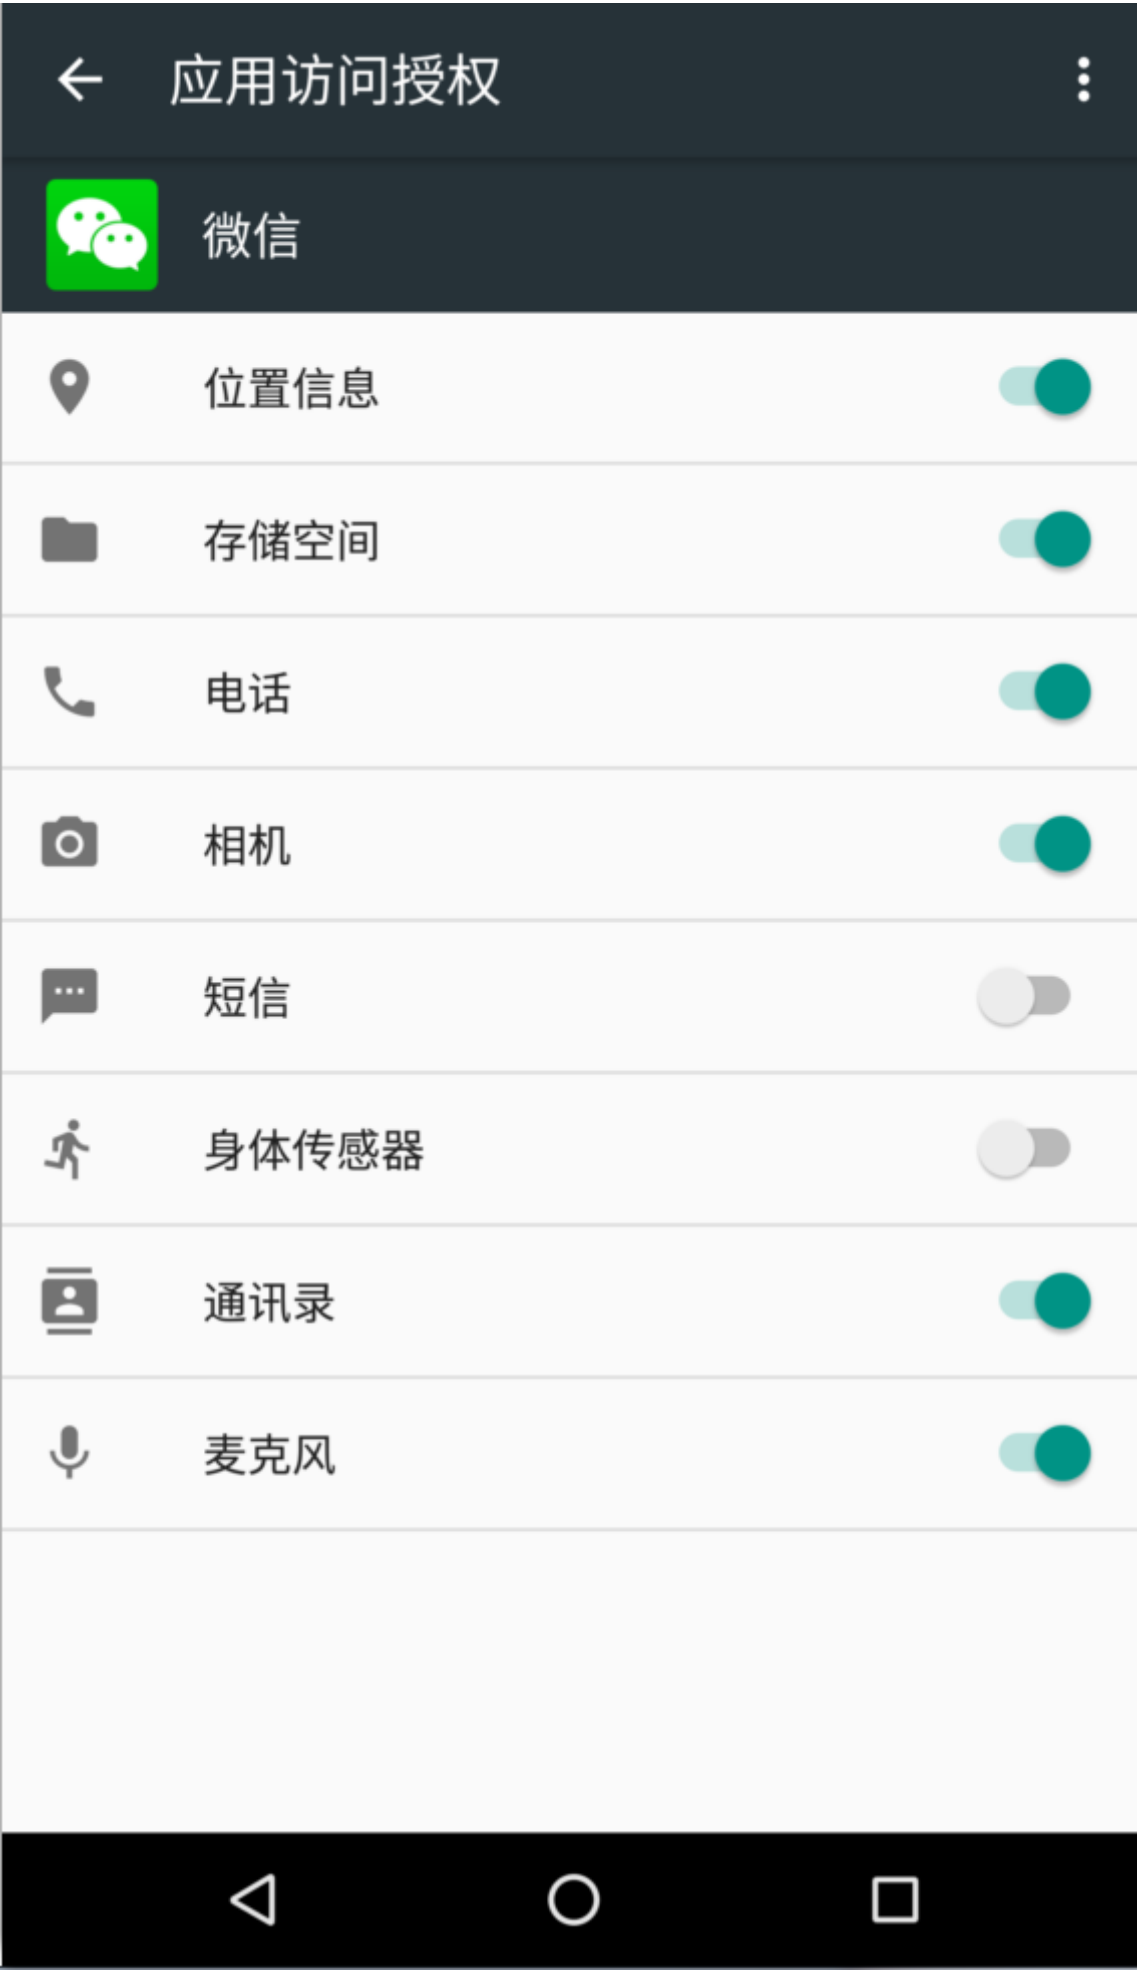 应用访问授权
微信
位置信息
存储空间
电话
相机
短信
身体传感器
通讯录
麦克风